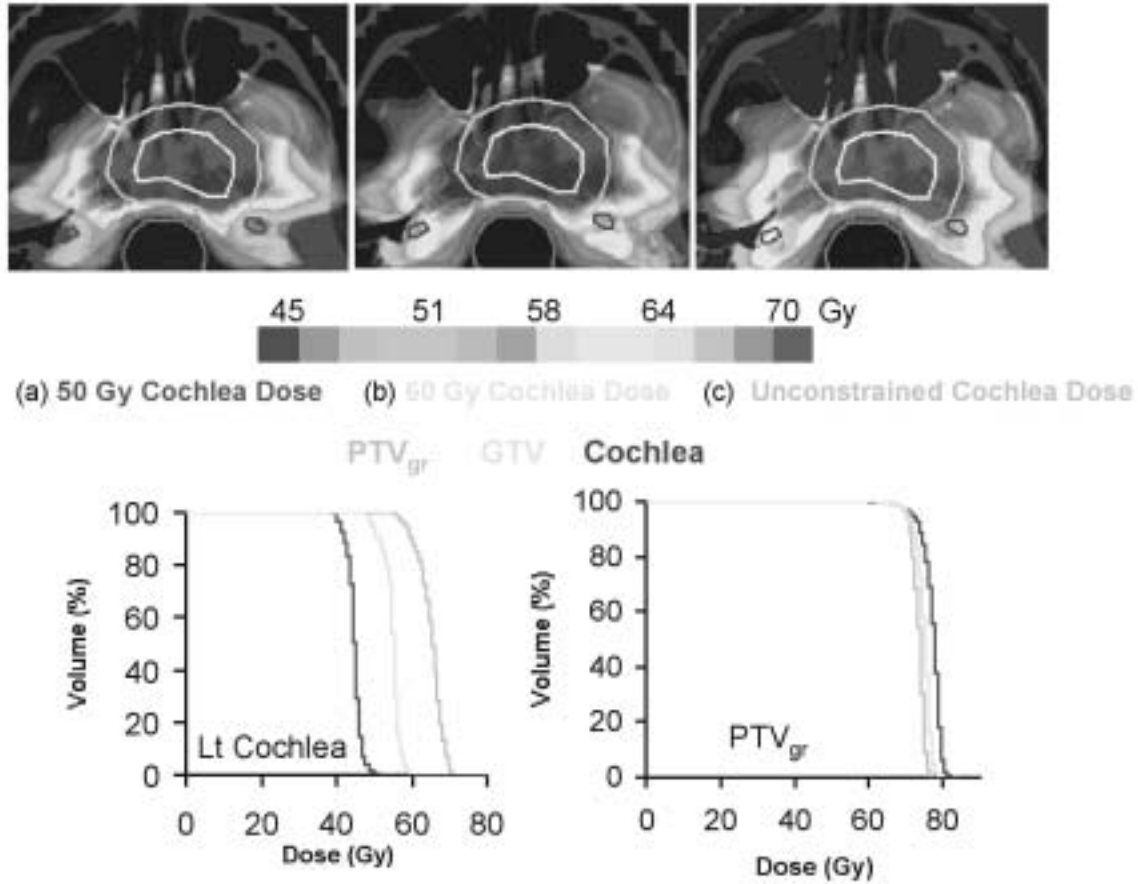 45 51 58 64 70 Gy
(a) 50 Gy Cochlea Dose (b) 60 Gy Cochlea Dose (c) Unconstrained Cochlea Dose
PTVgr GTV Cochlea
100
80
60
40
20
0
Volume (%)
Lt Cochlea
0 20 40 60 80
Dose (Gy)
100
80
60
40
20
0
Volume (%)
PTVgr
0 20 40 60 80
Dose (Gy)